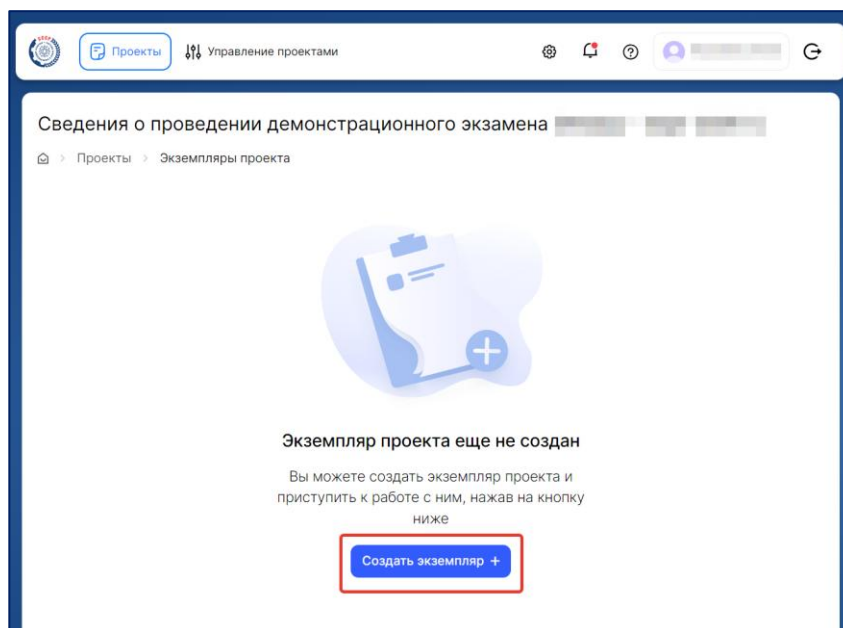 Проекты
Управление проектами
Сведения о проведении демонстрационного экзамена
Проекты > Экземпляры проекта
Экземпляр проекта еще не создан
Вы можете создать экземпляр проекта и
приступить к работе с ним, нажав на кнопку
ниже
Создать экземпляр +